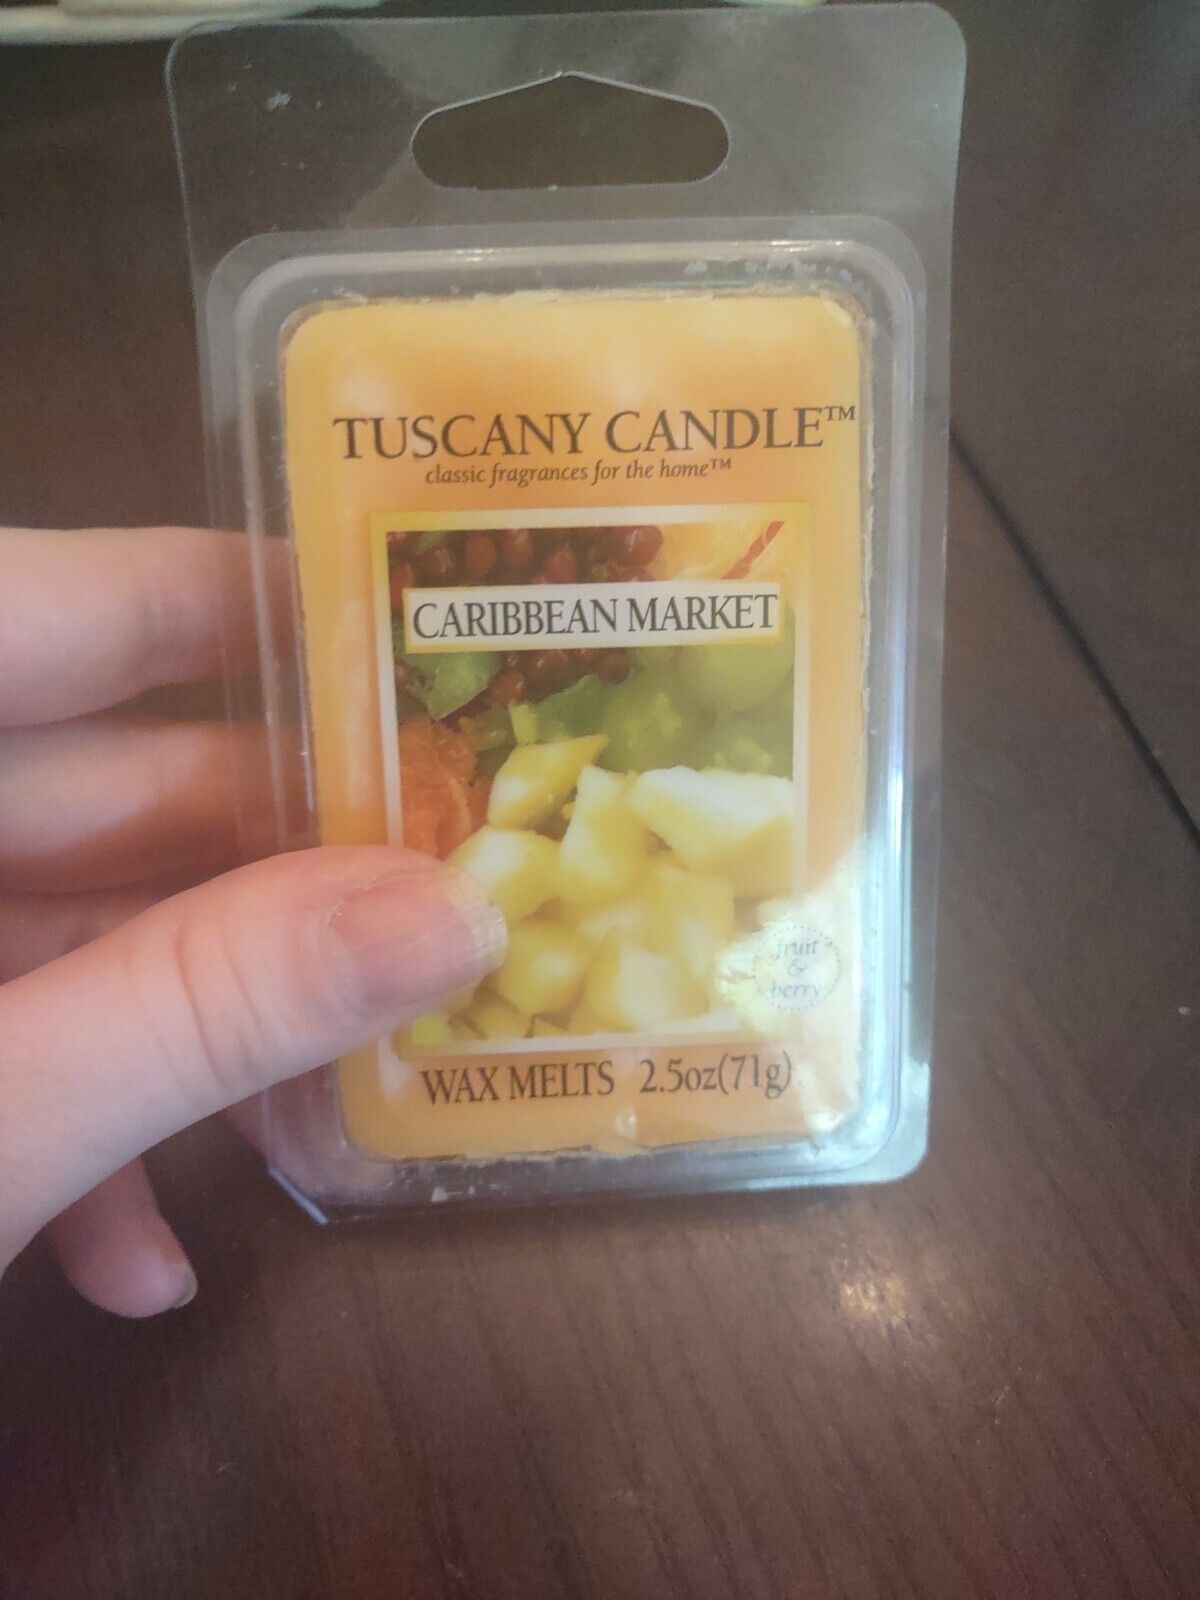 TUSCANY CANDLE™
classic fragrances for the home™
CARIBBEAN MARKET
fruit
&
berry
WAX MELTS 2.5oz(71g)